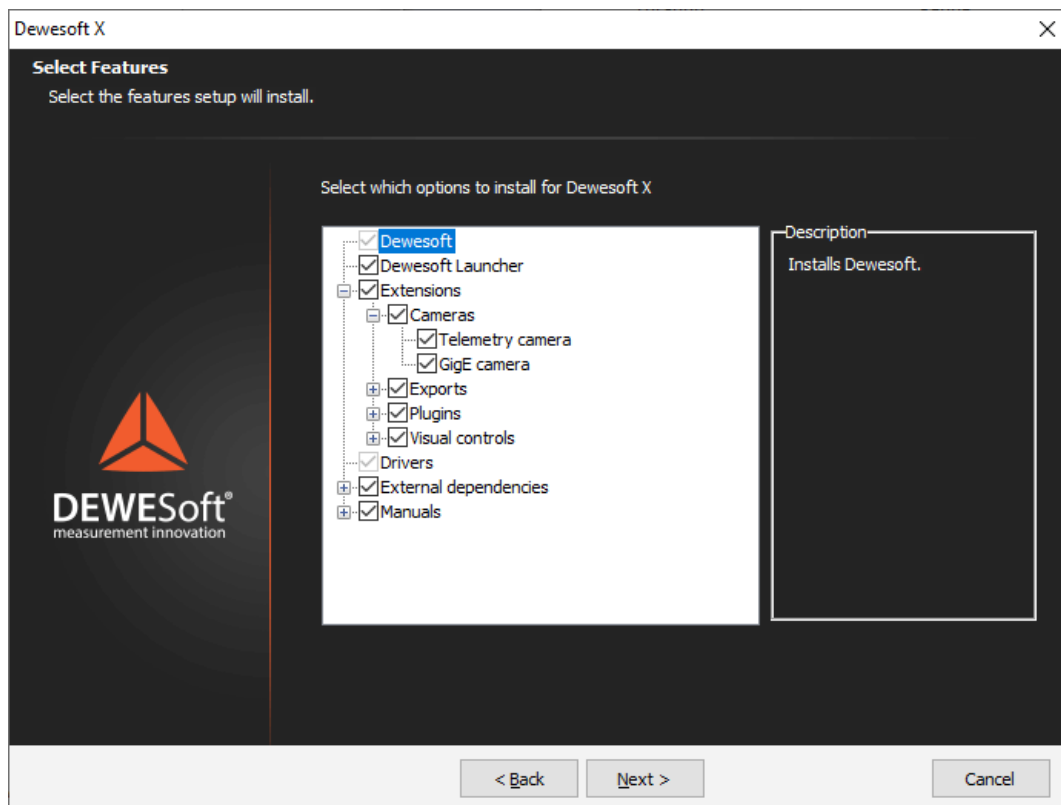 Dewesoft X
Select Features
Select the features setup will install.
Select which options to install for Dewesoft X
Dewesoft
Dewesoft Launcher
Extensions
Cameras
Telemetry camera
GigE camera
Exports
Plugins
Visual controls
Drivers
External dependencies
Manuals
Description
Installs Dewesoft.
DEWESoft®
measurement innovation
< Back
Next >
Cancel